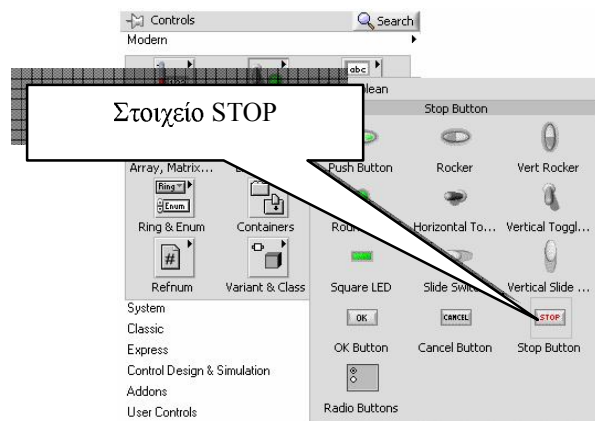 Controls
Search
Modern
abc
olean
Στοιχείο STOP
Stop Button
Array, Matrix...
Push Button
Rocker
Vert Rocker
Ring
Enum
Ring & Enum
Containers
Horizontal To...
Vertical Toggl...
#
Refnum
Variant & Class
Square LED
Slide
Vertical Slide ...
System
Classic
OK
CANCEL
STOP
Express
OK Button
Cancel Button
Stop Button
Control Design & Simulation
Addons
User Controls
Radio Buttons